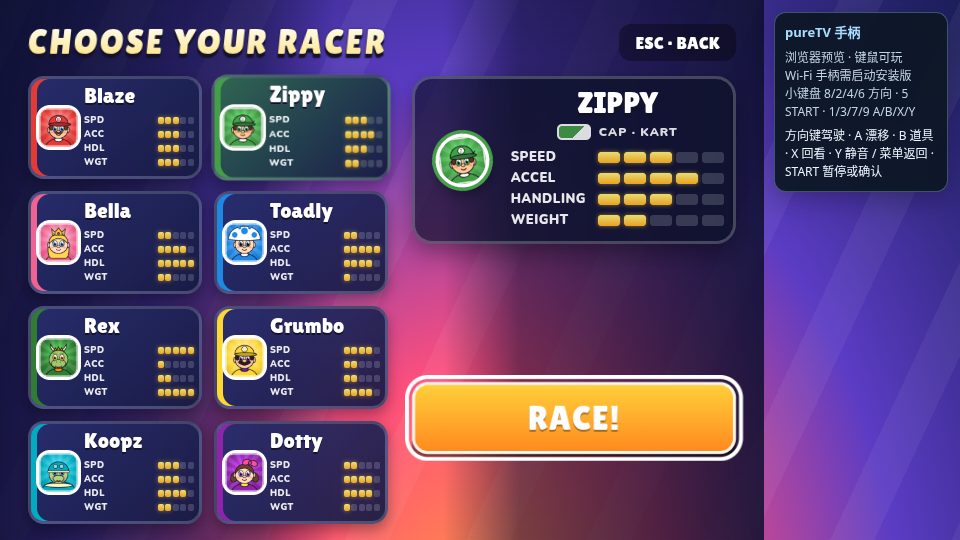 CHOOSE YOUR RACER
ESC · BACK
Blaze
SPD
ACC
HDL
WGT
Zippy
SPD
ACC
HDL
WGT
Bella
SPD
ACC
HDL
WGT
Toadly
SPD
ACC
HDL
WGT
Rex
SPD
ACC
HDL
WGT
Grumbo
SPD
ACC
HDL
WGT
Koopz
SPD
ACC
HDL
WGT
Dotty
SPD
ACC
HDL
WGT
ZIPPY
CAP · KART
SPEED
ACCEL
HANDLING
WEIGHT
RACE!
pureTV 手柄
浏览器预览 · 键鼠可玩
Wi-Fi 手柄需启动安装版
小键盘 8/2/4/6 方向 · 5
START · 1/3/7/9 A/B/X/Y
方向键驾驶 · A 漂移 · B 道具
· X 回看 · Y 静音 / 菜单返回 ·
START 暂停或确认